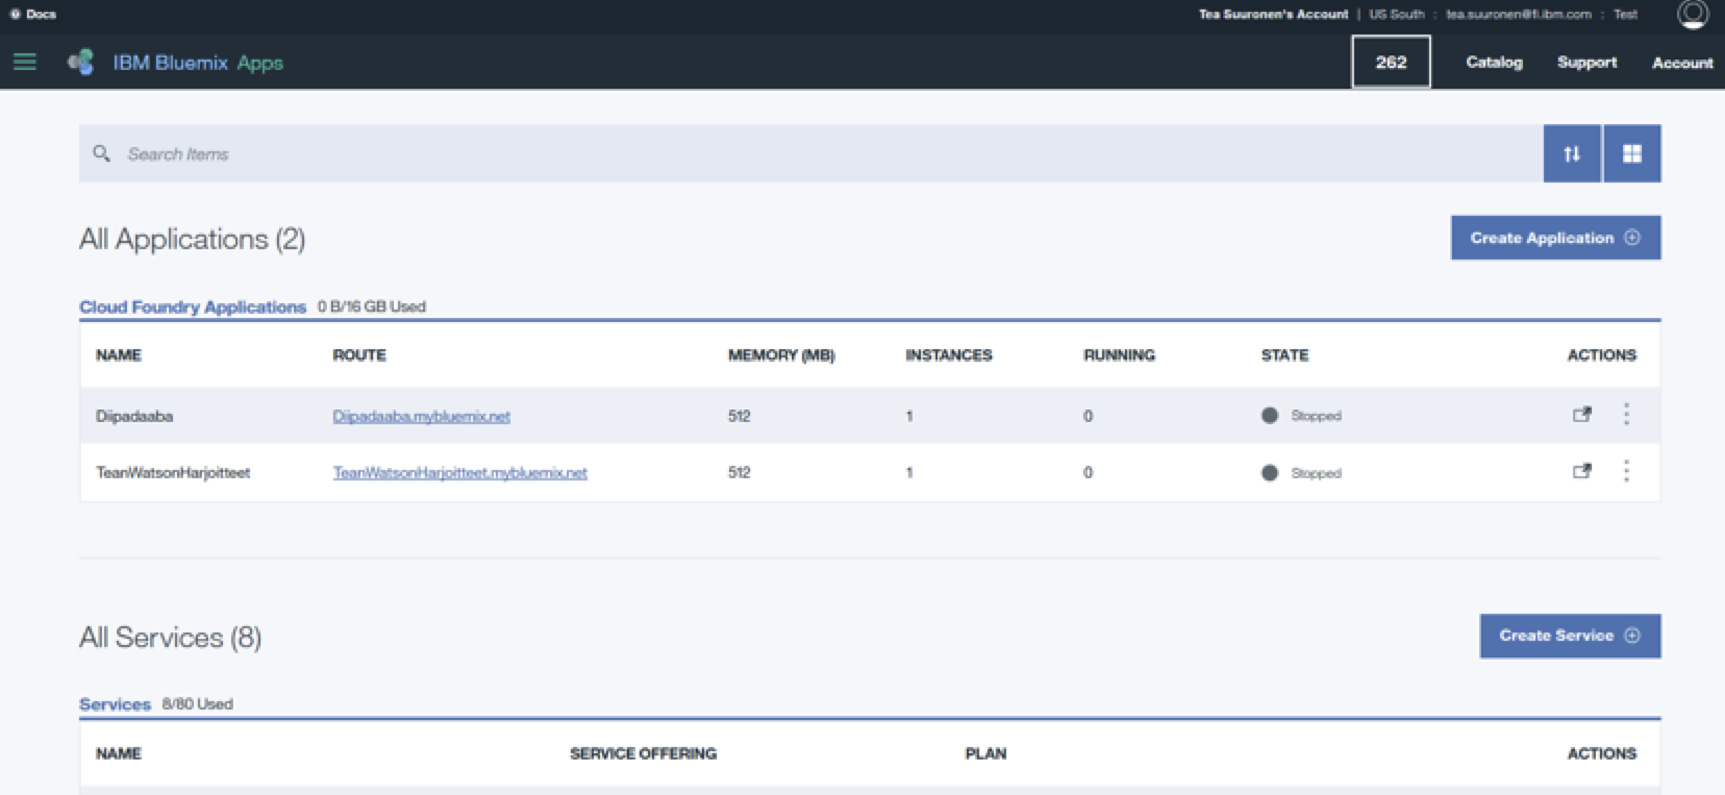 Docs
Tea Suuronen's Account | US South : tea.suuronen@fi.ibm.com : Test
IBM Bluemix Apps
262 Catalog Support Account
Search Items
All Applications (2)
Create Application
Cloud Foundry Applications 0 B/16 GB Used
NAME ROUTE MEMORY (MB) INSTANCES RUNNING STATE ACTIONS
Diipadaaba Diipadaaba.mybluemix.net 512 1 0 Stopped
TeanWatsonHarjoitteet TeanWatsonHarjoitteet.mybluemix.net 512 1 0 Stopped
All Services (8)
Create Service
Services 8/80 Used
NAME SERVICE OFFERING PLAN ACTIONS